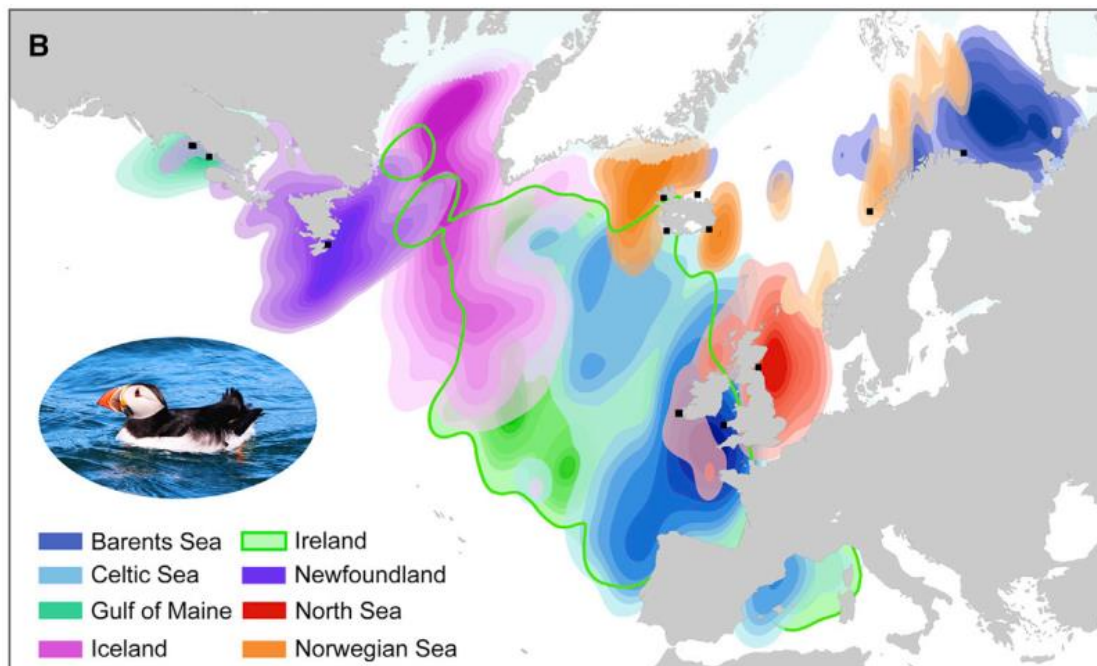 B
Barents Sea
Ireland
Celtic Sea
Newfoundland
Gulf of Maine
North Sea
Iceland
Norwegian Sea